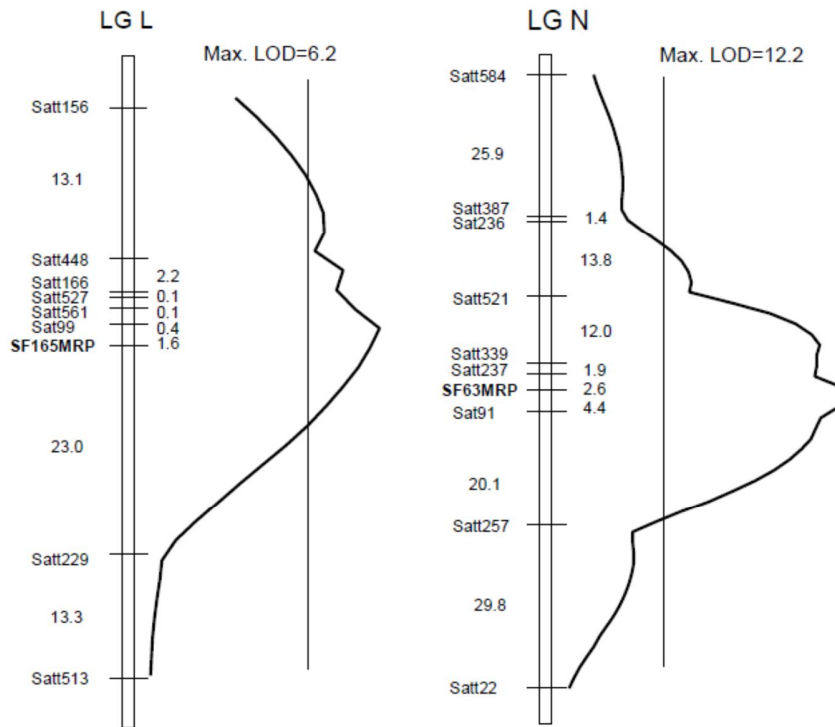 LG L
Max. LOD=6.2
Satt156
13.1
Satt448
2.2
Satt166
Satt527 0.1
Satt561 0.1
Sat99 0.4
SF165MRP 1.6
23.0
Satt229
13.3
Satt513
LG N
Max. LOD=12.2
Satt584
25.9
Satt387
Sat236 1.4
13.8
Satt521
12.0
Satt339
Satt237 1.9
SF63MRP 2.6
Sat91 4.4
20.1
Satt257
29.8
Satt22